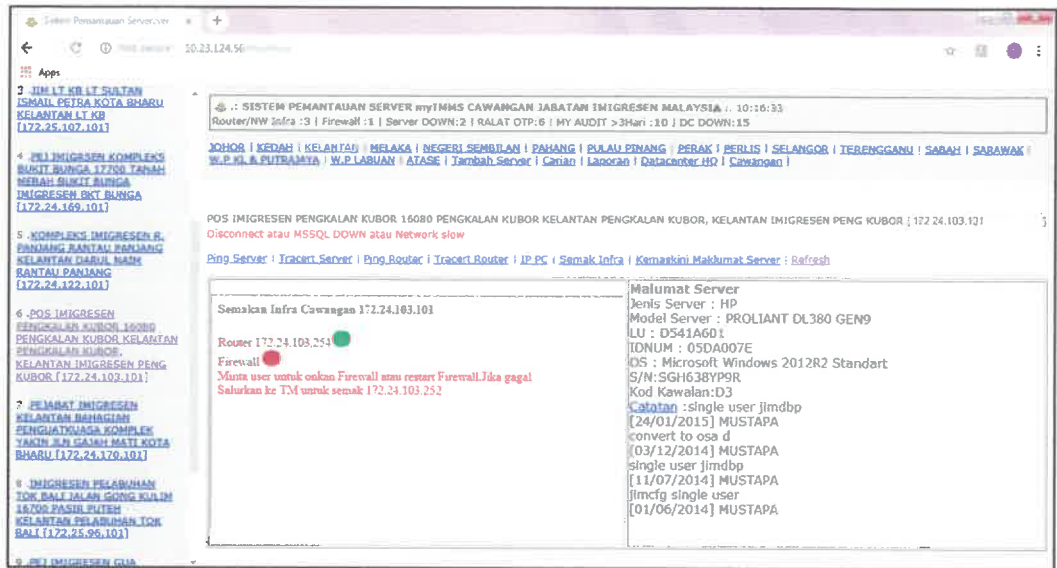 Sistem Pemantauan Server
10.23.124.56
Apps
3 .JIM LT KB LT SULTAN
ISMAIL PETRA KOTA BHARU
KELANTAN LT KB
[172.25.107.101]
4 .PEJ IMIGRSEN KOMPLEKS
BUKIT BUNGA 17700 TANAH
MERAH BUKIT BUNGA
IMIGRESEN BKT BUNGA
[172.24.169.101]
5 .KOMPLEKS IMIGRESEN R.
PANJANG RANTAU PANJANG
KELANTAN DARUL NAIM
RANTAU PANJANG
[172.24.122.101]
6 .POS IMIGRESEN
PENGKALAN KUBOR 16080
PENGKALAN KUBOR KELANTAN
PENGKALAN KUBOR,
KELANTAN IMIGRESEN PENG
KUBOR [172.24.103.101]
7 .PEJABAT IMIGRESEN
KELANTAN BAHAGIAN
PENGUATKUASA KOMPLEK
YAKIN JLN GAJAH MATI KOTA
BHARU [172.24.170.101]
8 .IMIGRESEN PELABUHAN
TOK BALI JALAN GONG KULIM
16700 PASIR PUTEH
KELANTAN PELABUHAN TOK
BALI [172.25.96.101]
9 .PEJ IMIGRESEN GUA
.: SISTEM PEMANTAUAN SERVER myIMMS CAWANGAN JABATAN IMIGRESEN MALAYSIA :. 10:16:33
Router/NW Infra :3 | Firewall :1 | Server DOWN:2 | RALAT OTP:6 | MY AUDIT >3Hari :10 | DC DOWN:15
JOHOR | KEDAH | KELANTAN | MELAKA | NEGERI SEMBILAN | PAHANG | PULAU PINANG | PERAK | PERLIS | SELANGOR | TERENGGANU | SABAH | SARAWAK
W.P KL & PUTRAJAYA | W.P LABUAN | ATASE | Tambah Server | Carian | Laporan | Datacenter HQ | Cawangan |
POS IMIGRESEN PENGKALAN KUBOR 16080 PENGKALAN KUBOR KELANTAN PENGKALAN KUBOR, KELANTAN IMIGRESEN PENG KUBOR [ 172.24.103.101 ]
Disconnect atau MSSQL DOWN atau Network slow
Ping Server | Tracert Server | Ping Router | Tracert Router | IP PC | Semak Infra | Kemaskini Maklumat Server | Refresh
Semakan Infra Cawangan 172.24.103.101
Router 172.24.103.254
Firewall
Minta user untuk onkan Firewall atau restart Firewall.Jika gagal
Salurkan ke TM untuk semak 172.24.103.252
Malumat Server
Jenis Server : HP
Model Server : PROLIANT DL380 GEN9
LU : D541A601
IDNUM : 05DA007E
OS : Microsoft Windows 2012R2 Standart
S/N:SGH638YP9R
Kod Kawalan:D3
Catatan :single user jimdbp
[24/01/2015] MUSTAPA
convert to osa d
[03/12/2014] MUSTAPA
single user jimdbp
[11/07/2014] MUSTAPA
jimcfg single user
[01/06/2014] MUSTAPA